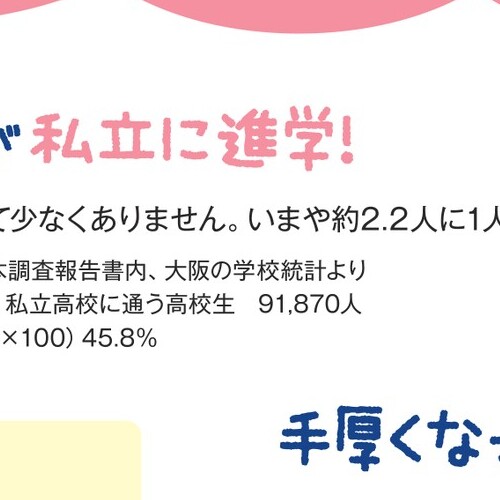 が 私立に進学!
て少なくありません。いまや約2.2人に1人
本調査報告書内、大阪の学校統計より
私立高校に通う高校生　91,870人
×100）45.8%
手厚くなっ